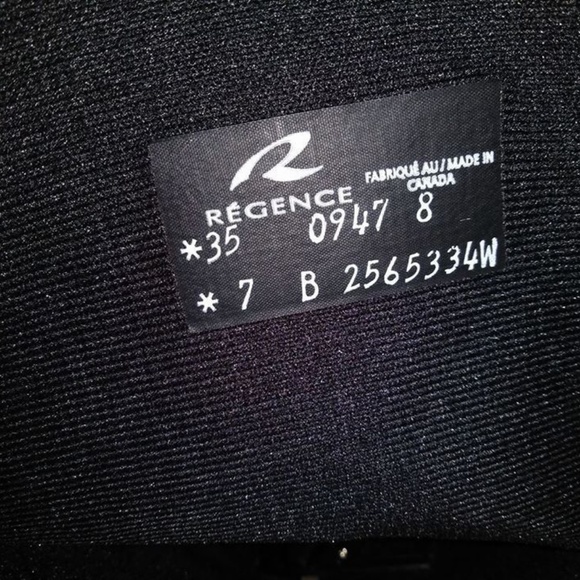 R
RÉGENCE
FABRIQUÉ AU/MADE IN
CANADA
*35 0947 8
* 7 B 2565334W